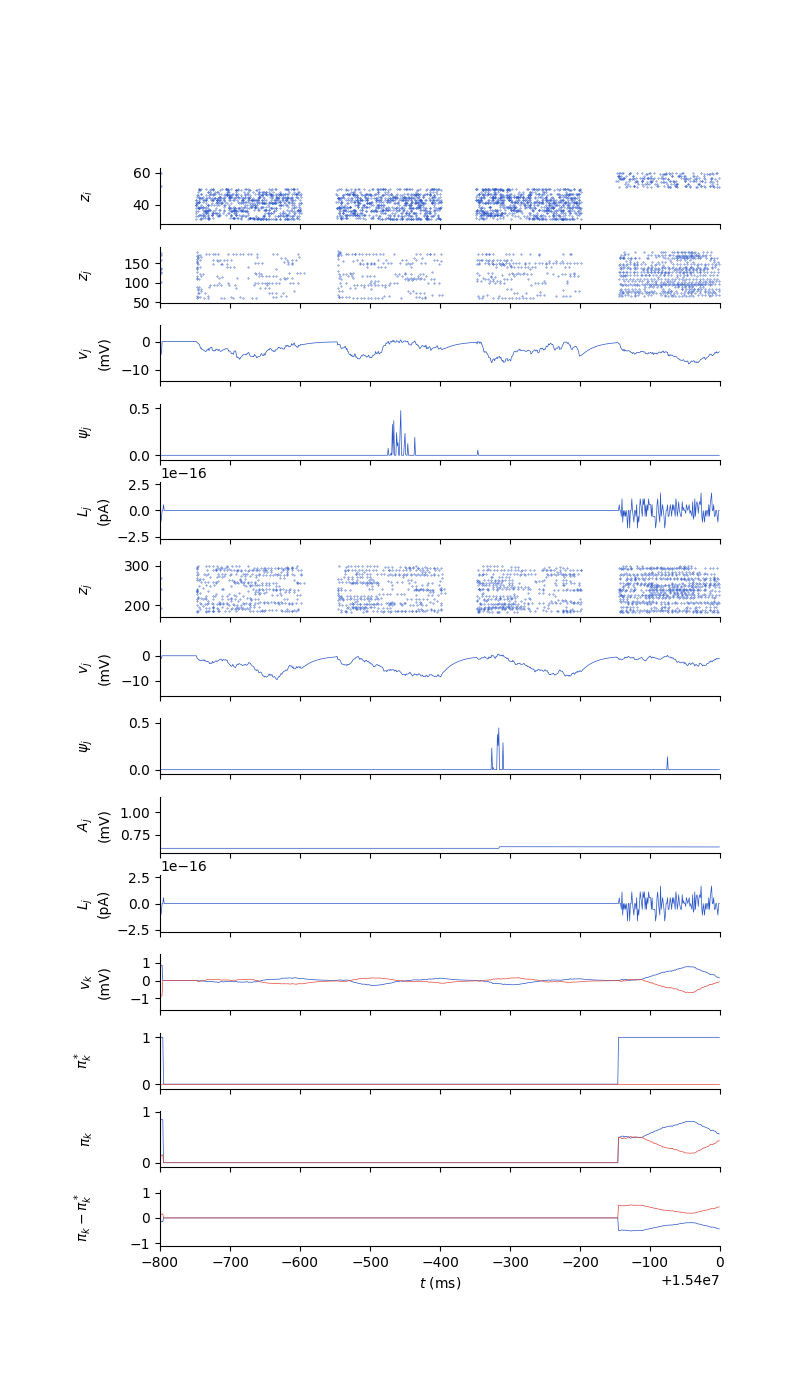 60
40
z_i
150
100
50
z_j
0
−10
v_j
(mV)
0.5
0.0
ψ_j
1e−16
2.5
0.0
−2.5
L_j
(pA)
300
200
z_j
0
−10
v_j
(mV)
0.5
0.0
ψ_j
1.00
0.75
A_j
(mV)
1e−16
2.5
0.0
−2.5
L_j
(pA)
1
0
−1
v_k
(mV)
1
0
π_k^*
1
0
π_k
1
0
−1
π_k − π_k^*
−800 −700 −600 −500 −400 −300 −200 −100 0
t (ms)
+1.54e7